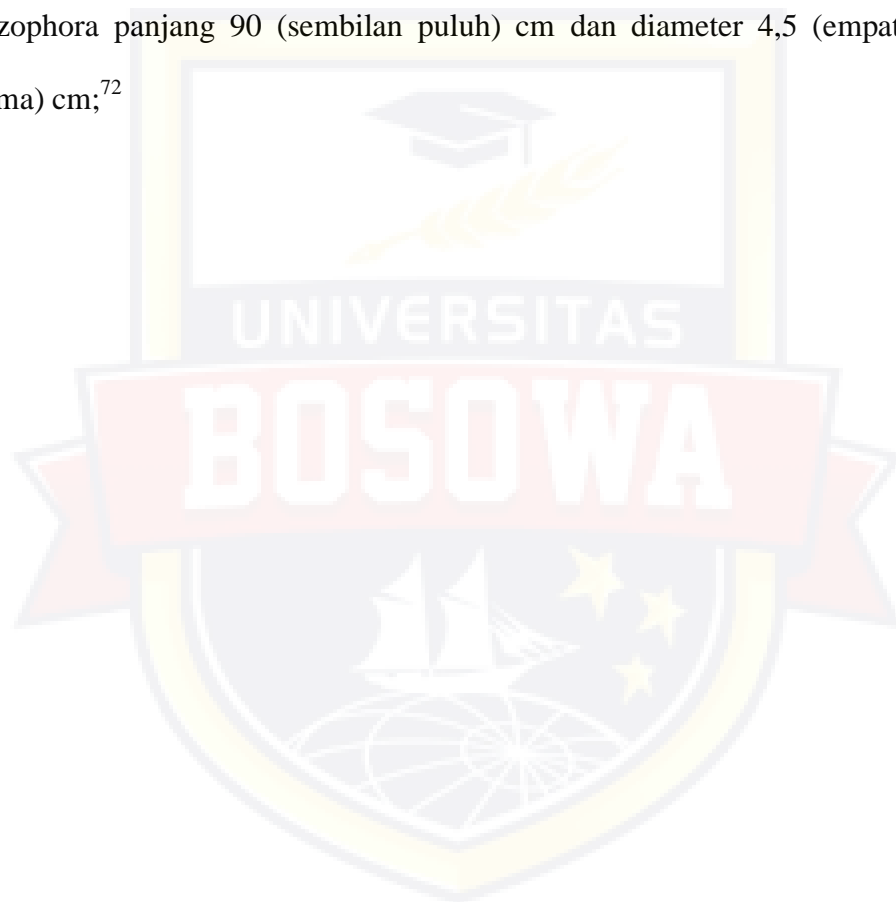 zophora panjang 90 (sembilan puluh) cm dan diameter 4,5 (empat
ma) cm;72
UNIVERSITAS
BOSOWA